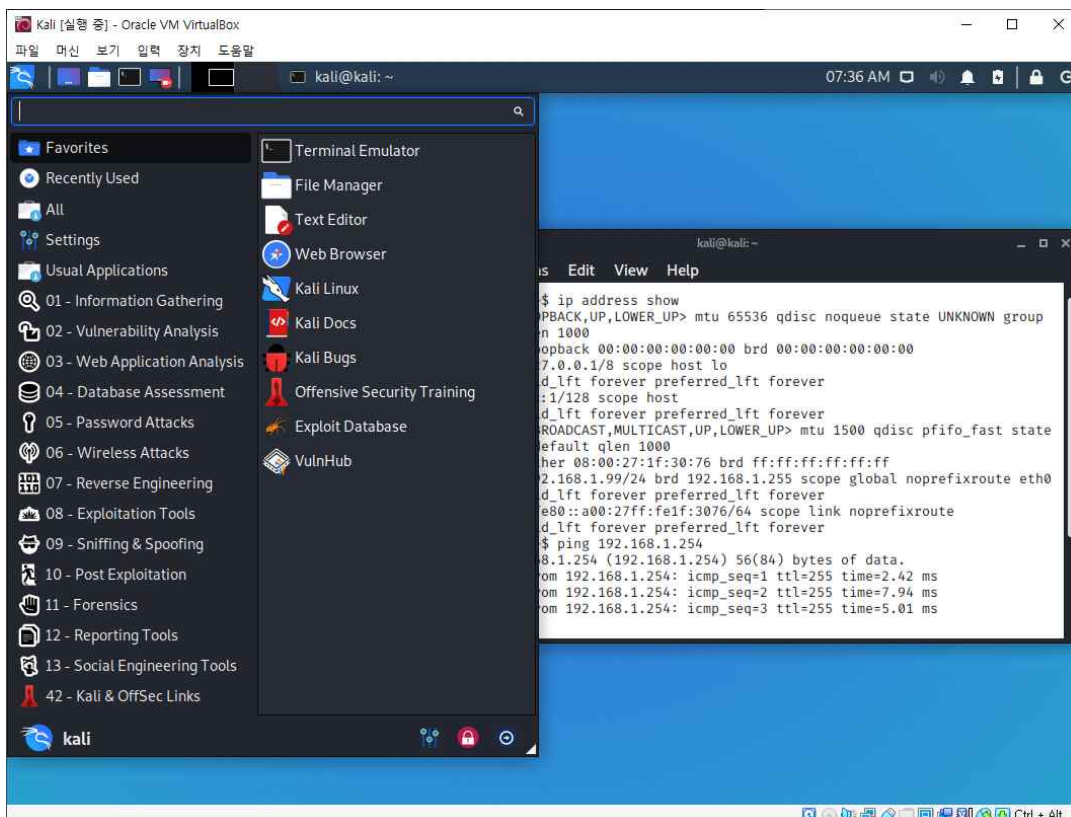 Kali [실행 중] - Oracle VM VirtualBox
파일 머신 보기 입력 장치 도움말
kali@kali: ~
07:36 AM
Favorites
Recently Used
All
Settings
Usual Applications
01 - Information Gathering
02 - Vulnerability Analysis
03 - Web Application Analysis
04 - Database Assessment
05 - Password Attacks
06 - Wireless Attacks
07 - Reverse Engineering
08 - Exploitation Tools
09 - Sniffing & Spoofing
10 - Post Exploitation
11 - Forensics
12 - Reporting Tools
13 - Social Engineering Tools
42 - Kali & OffSec Links
Terminal Emulator
File Manager
Text Editor
Web Browser
Kali Linux
Kali Docs
Kali Bugs
Offensive Security Training
Exploit Database
VulnHub
kali
kali@kali: ~
ns Edit View Help
$ ip address show
OPBACK,UP,LOWER_UP> mtu 65536 qdisc noqueue state UNKNOWN group
n 1000
oopback 00:00:00:00:00:00 brd 00:00:00:00:00:00
7.0.0.1/8 scope host lo
d_lft forever preferred_lft forever
:1/128 scope host
d_lft forever preferred_lft forever
ROADCAST,MULTICAST,UP,LOWER_UP> mtu 1500 qdisc pfifo_fast state
efault qlen 1000
her 08:00:27:1f:30:76 brd ff:ff:ff:ff:ff:ff
2.168.1.99/24 brd 192.168.1.255 scope global noprefixroute eth0
d_lft forever preferred_lft forever
e80::a00:27ff:fe1f:3076/64 scope link noprefixroute
d_lft forever preferred_lft forever
$ ping 192.168.1.254
8.1.254 (192.168.1.254) 56(84) bytes of data.
om 192.168.1.254: icmp_seq=1 ttl=255 time=2.42 ms
om 192.168.1.254: icmp_seq=2 ttl=255 time=7.94 ms
om 192.168.1.254: icmp_seq=3 ttl=255 time=5.01 ms
Ctrl + Alt